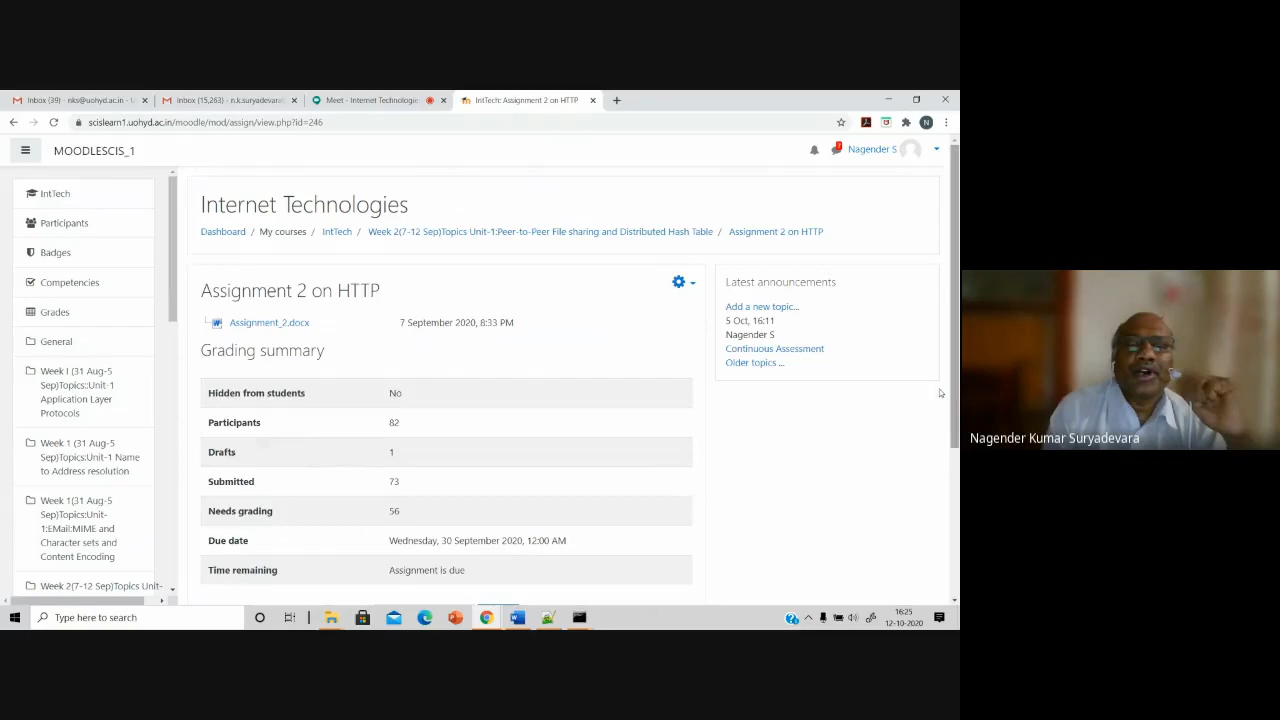 Inbox (39) - nks@uohyd.ac.in -
Inbox (15,263) - n.k.suryadevara
Meet - Internet Technologie
IntTech: Assignment 2 on HTTP
scislearn1.uohyd.ac.in/moodle/mod/assign/view.php?id=246
MOODLESCIS_1
Nagender S
IntTech
Participants
Badges
Competencies
Grades
General
Week I (31 Aug-5
Sep)Topics::Unit-1
Application Layer
Protocols
Week 1 (31 Aug-5
Sep)Topics:Unit-1 Name
to Address resolution
Week 1(31 Aug-5
Sep)Topics:Unit-
1:EMail:MIME and
Character sets and
Content Encoding
Week 2(7-12 Sep)Topics Unit-
Internet Technologies
Dashboard / My courses / IntTech / Week 2(7-12 Sep)Topics Unit-1:Peer-to-Peer File sharing and Distributed Hash Table / Assignment 2 on HTTP
Assignment 2 on HTTP
Assignment_2.docx 7 September 2020, 8:33 PM
Grading summary
Hidden from students No
Participants 82
Drafts 1
Submitted 73
Needs grading 56
Due date Wednesday, 30 September 2020, 12:00 AM
Time remaining Assignment is due
Latest announcements
Add a new topic...
5 Oct, 16:11
Nagender S
Continuous Assessment
Older topics ...
Nagender Kumar Suryadevara
Type here to search
16:25
12-10-2020